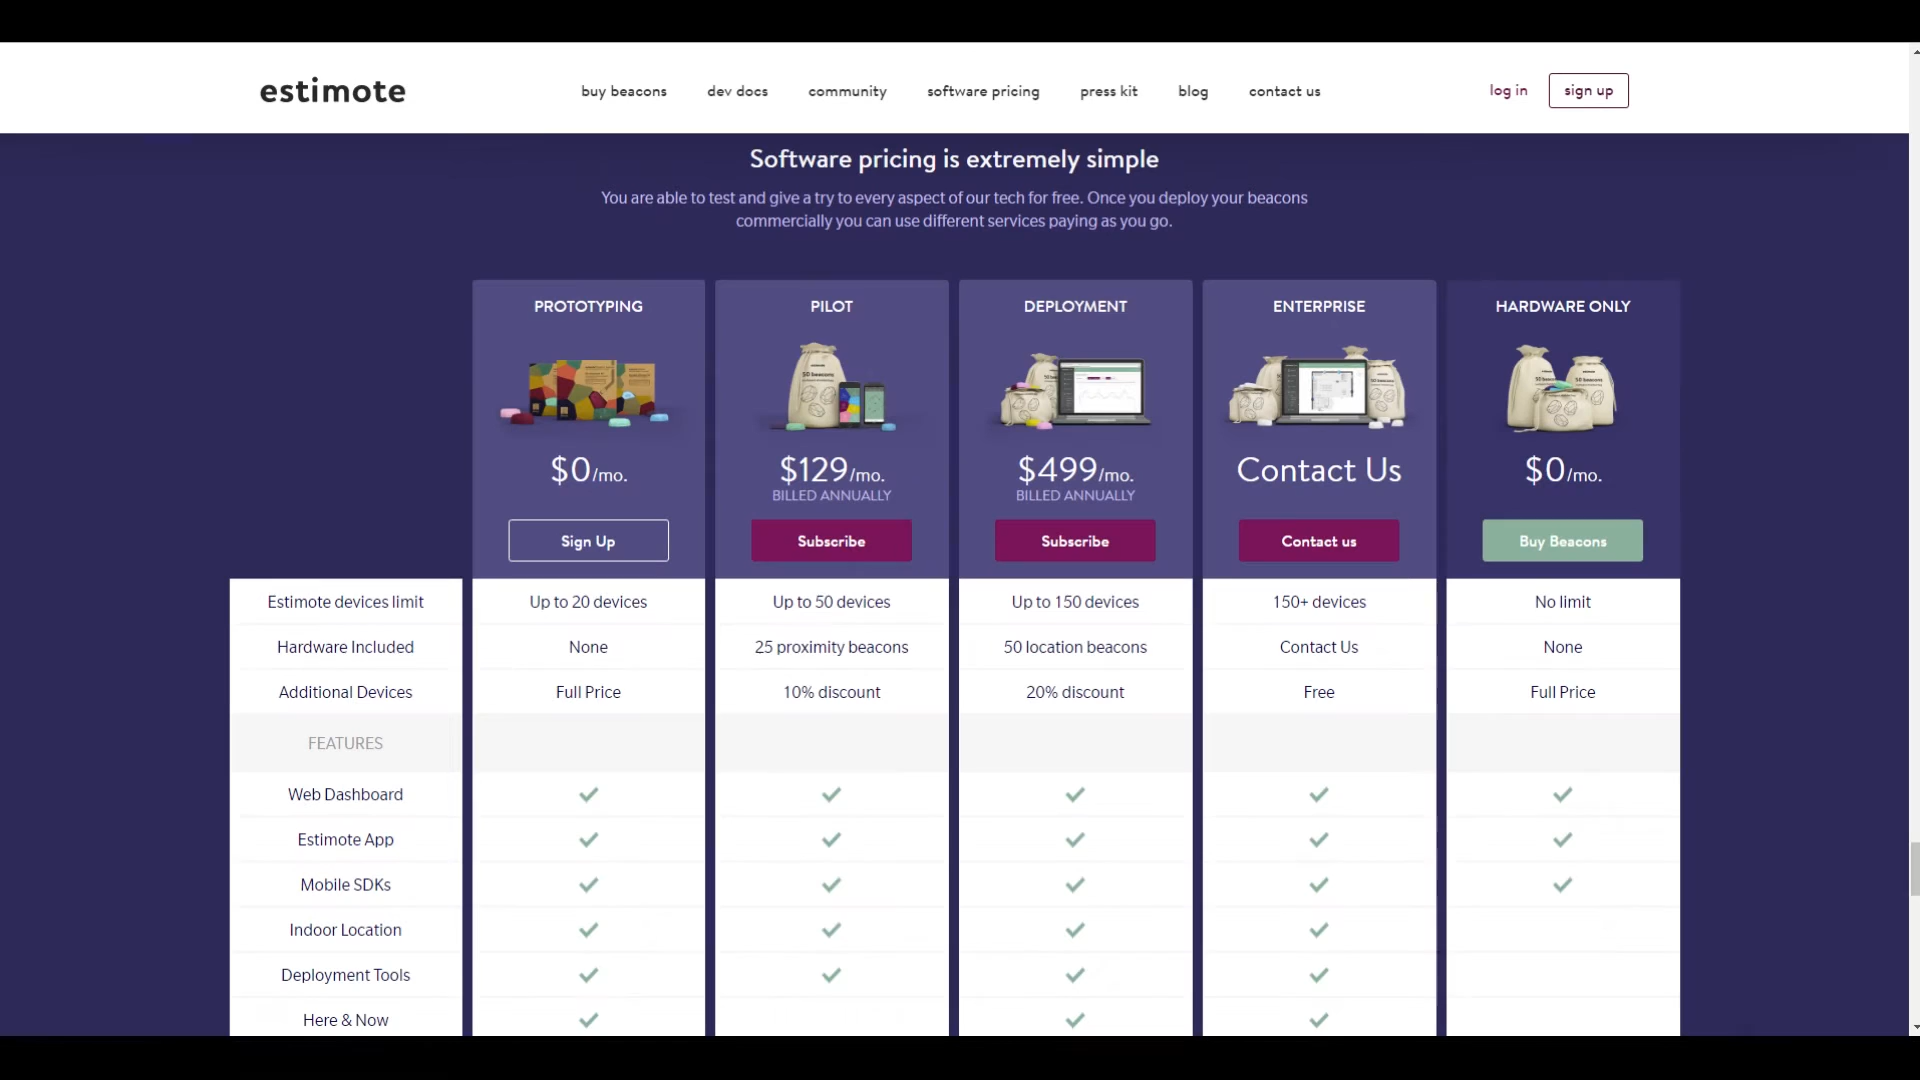 estimote
buy beacons dev docs community software pricing press kit blog contact us
log in sign up
Software pricing is extremely simple
You are able to test and give a try to every aspect of our tech for free. Once you deploy your beacons
commercially you can use different services paying as you go.
PROTOTYPING PILOT DEPLOYMENT ENTERPRISE HARDWARE ONLY
$0/mo. $129/mo. $499/mo. Contact Us $0/mo.
BILLED ANNUALLY BILLED ANNUALLY
Sign Up Subscribe Subscribe Contact us Buy Beacons
Estimote devices limit Up to 20 devices Up to 50 devices Up to 150 devices 150+ devices No limit
Hardware Included None 25 proximity beacons 50 location beacons Contact Us None
Additional Devices Full Price 10% discount 20% discount Free Full Price
FEATURES
Web Dashboard
Estimote App
Mobile SDKs
Indoor Location
Deployment Tools
Here & Now